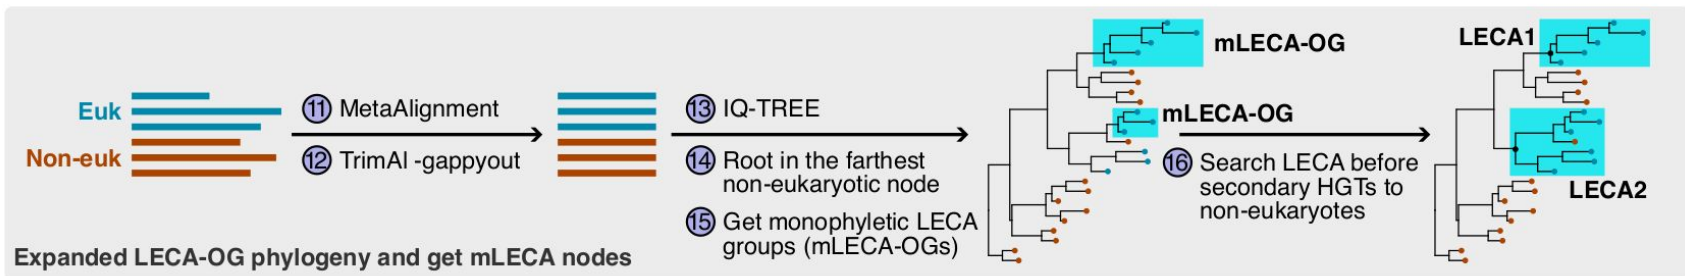 Euk
Non-euk
11 MetaAlignment
12 TrimAl -gappyout
13 IQ-TREE
14 Root in the farthest
non-eukaryotic node
15 Get monophyletic LECA
groups (mLECA-OGs)
mLECA-OG
mLECA-OG
16 Search LECA before
secondary HGTs to
non-eukaryotes
LECA1
LECA2
Expanded LECA-OG phylogeny and get mLECA nodes